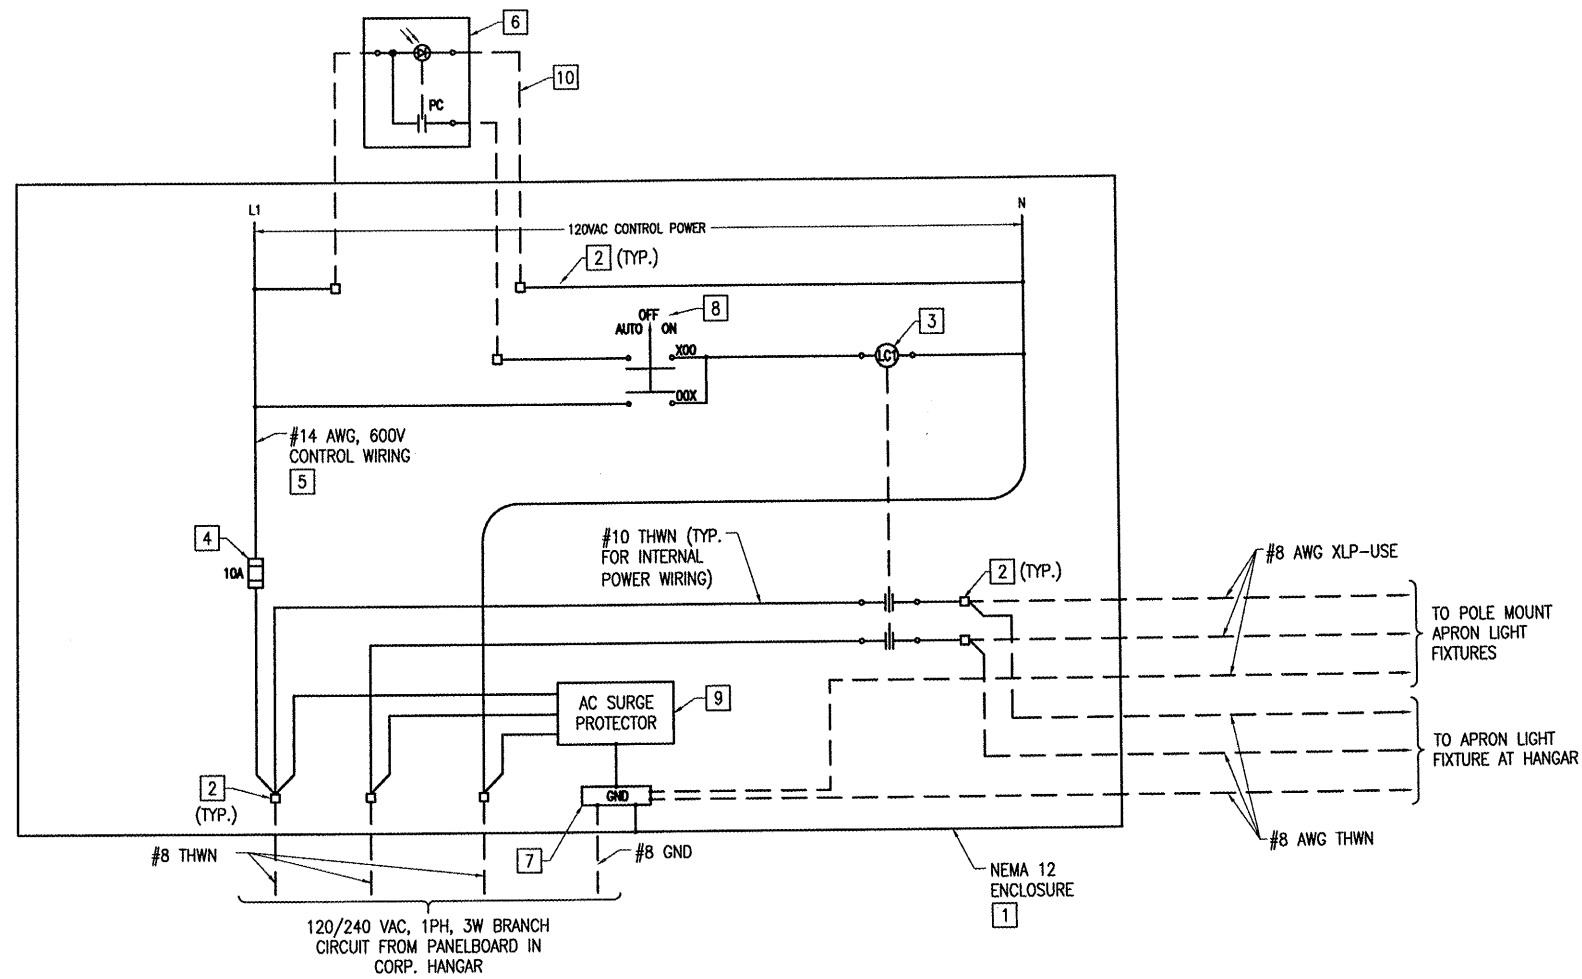 6
10
PC
L1
N
120VAC CONTROL POWER
2 (TYP.)
OFF
8
AUTO ON
3
XOO
LC1
OOX
#14 AWG, 600V
CONTROL WIRING
5
4
10A
#10 THWN (TYP.
FOR INTERNAL
POWER WIRING)
2 (TYP.)
#8 AWG XLP-USE
TO POLE MOUNT
APRON LIGHT
FIXTURES
AC SURGE
PROTECTOR
9
TO APRON LIGHT
FIXTURE AT HANGAR
2
(TYP.)
GND
#8 THWN
7
#8 GND
#8 AWG THWN
NEMA 12
ENCLOSURE
1
120/240 VAC, 1PH, 3W BRANCH
CIRCUIT FROM PANELBOARD IN
CORP. HANGAR